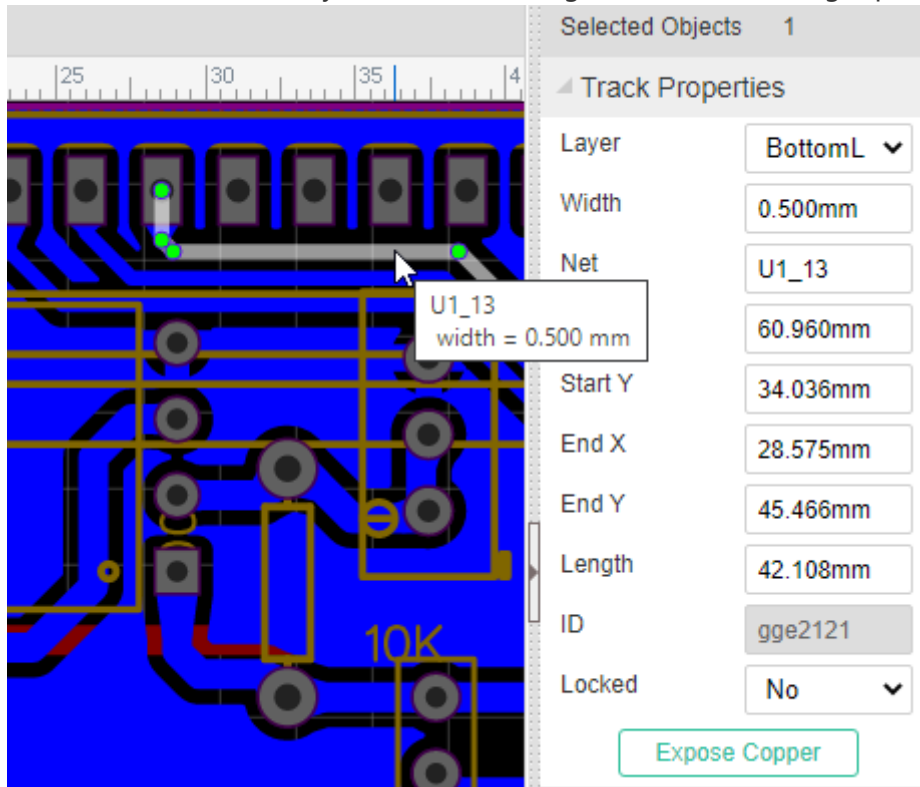 Selected Objects 1
25 30 35 4
Track Properties
Layer BottomL
Width 0.500mm
Net U1_13
U1_13
width = 0.500 mm
60.960mm
Start Y 34.036mm
End X 28.575mm
End Y 45.466mm
Length 42.108mm
ID gge2121
10K
Locked No
Expose Copper